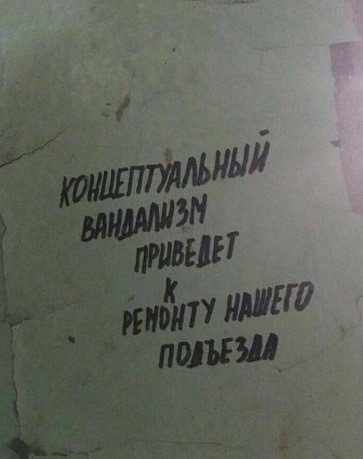 КОНЦЕПТУАЛЬНЫЙ
ВАНДАЛИЗМ
ПРИВЕДЕТ
К
РЕМОНТУ НАШЕГО
ПОДЪЕЗДА